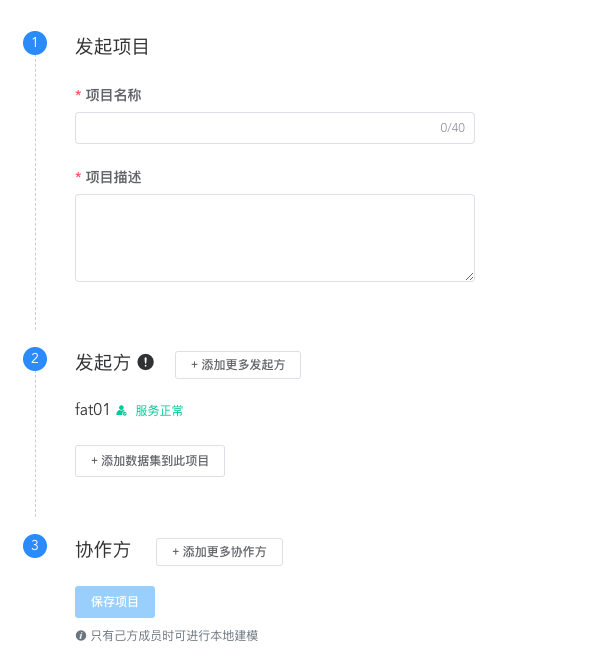 1 发起项目
* 项目名称
0/40
* 项目描述
2 发起方 ! + 添加更多发起方
fat01 服务正常
+ 添加数据集到此项目
3 协作方 + 添加更多协作方
保存项目
i 只有己方成员时可进行本地建模